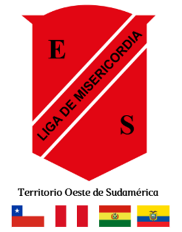 E
LIGA DE MISERICORDIA
S
Territorio Oeste de Sudamérica